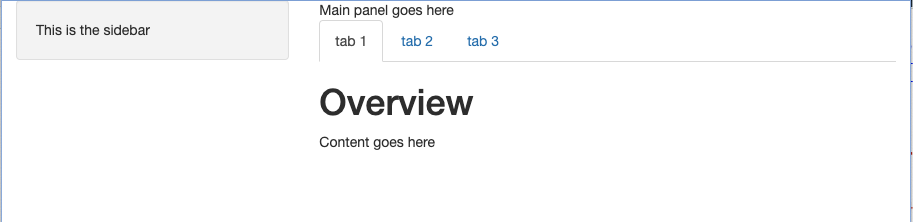 This is the sidebar
Main panel goes here
tab 1 tab 2 tab 3
Overview
Content goes here